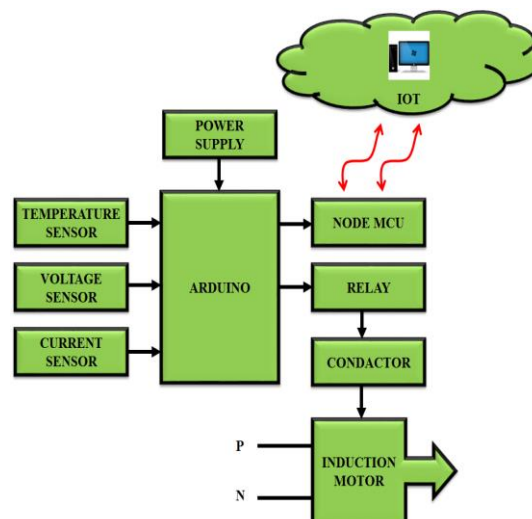 IOT
POWER
SUPPLY
TEMPERATURE
SENSOR
VOLTAGE
SENSOR
CURRENT
SENSOR
ARDUINO
NODE MCU
RELAY
CONDACTOR
P
N
INDUCTION
MOTOR